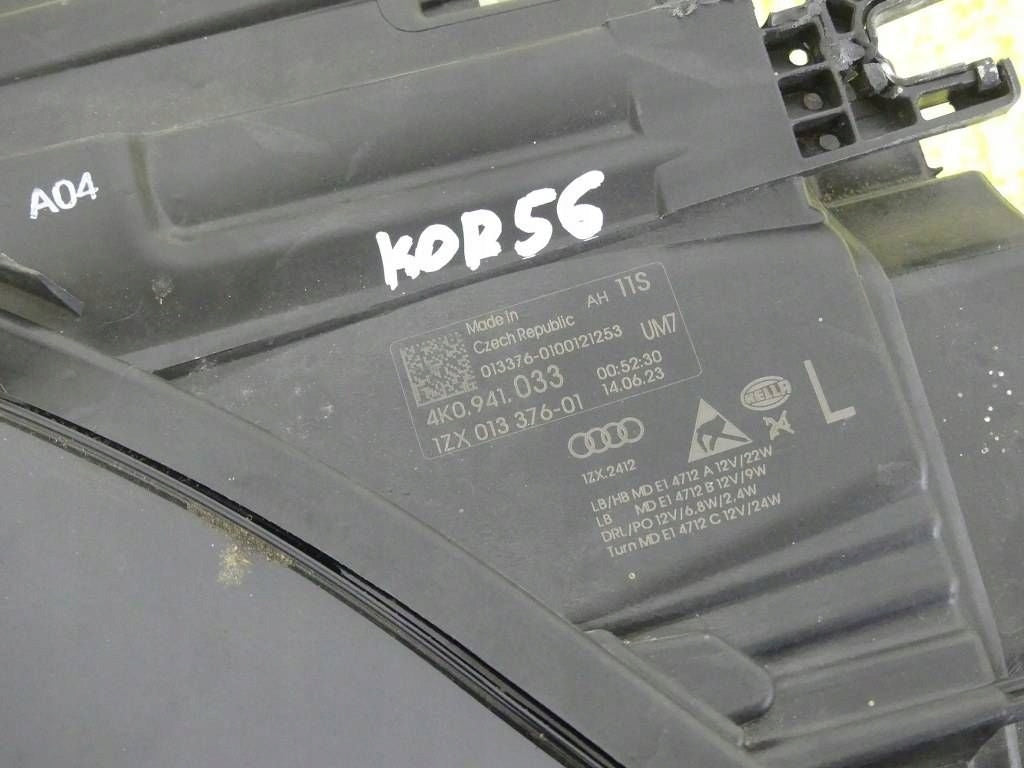 A04
KOR56
Made in
Czech Republic
AH 11S
013376-0100121253 UM7
4K0.941.033 00:52:30
1ZX 013 376-01 14.06.23
HELLA
L
1ZX.2412
LB/HB MD E1 4712 A 12V/22W
LB MD E1 4712 B 12V/9W
DRL/PO 12V/6.8W/2.4W
Turn MD E1 4712 C 12V/24W